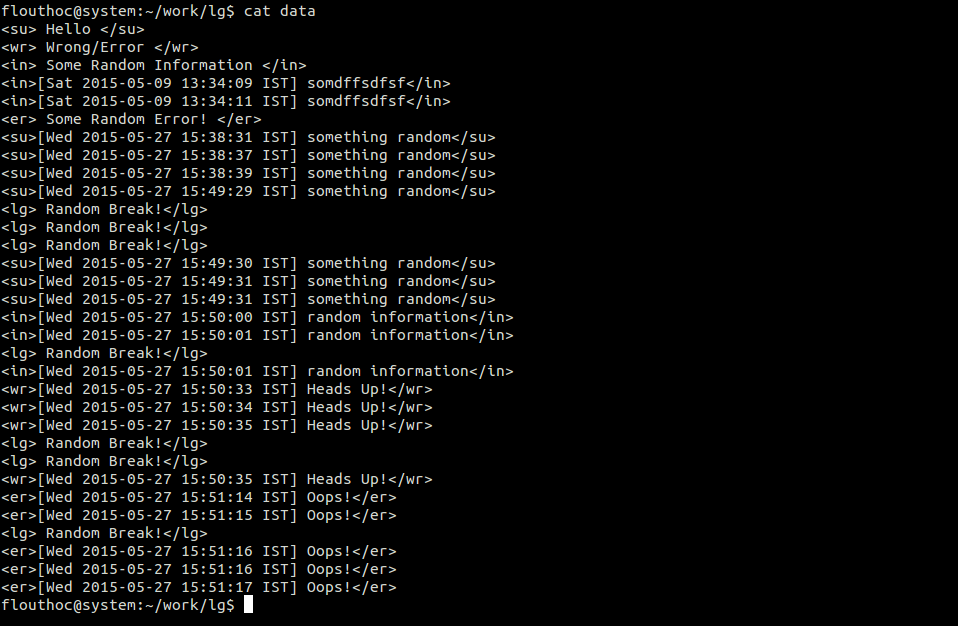 flouthoc@system:~/work/lg$ cat data
<su> Hello </su>
<wr> Wrong/Error </wr>
<in> Some Random Information </in>
<in>[Sat 2015-05-09 13:34:09 IST] somdffsdfsf</in>
<in>[Sat 2015-05-09 13:34:11 IST] somdffsdfsf</in>
<er> Some Random Error! </er>
<su>[Wed 2015-05-27 15:38:31 IST] something random</su>
<su>[Wed 2015-05-27 15:38:37 IST] something random</su>
<su>[Wed 2015-05-27 15:38:39 IST] something random</su>
<su>[Wed 2015-05-27 15:49:29 IST] something random</su>
<lg> Random Break!</lg>
<lg> Random Break!</lg>
<lg> Random Break!</lg>
<su>[Wed 2015-05-27 15:49:30 IST] something random</su>
<su>[Wed 2015-05-27 15:49:31 IST] something random</su>
<su>[Wed 2015-05-27 15:49:31 IST] something random</su>
<in>[Wed 2015-05-27 15:50:00 IST] random information</in>
<in>[Wed 2015-05-27 15:50:01 IST] random information</in>
<lg> Random Break!</lg>
<in>[Wed 2015-05-27 15:50:01 IST] random information</in>
<wr>[Wed 2015-05-27 15:50:33 IST] Heads Up!</wr>
<wr>[Wed 2015-05-27 15:50:34 IST] Heads Up!</wr>
<wr>[Wed 2015-05-27 15:50:35 IST] Heads Up!</wr>
<lg> Random Break!</lg>
<lg> Random Break!</lg>
<wr>[Wed 2015-05-27 15:50:35 IST] Heads Up!</wr>
<er>[Wed 2015-05-27 15:51:14 IST] Oops!</er>
<er>[Wed 2015-05-27 15:51:15 IST] Oops!</er>
<lg> Random Break!</lg>
<er>[Wed 2015-05-27 15:51:16 IST] Oops!</er>
<er>[Wed 2015-05-27 15:51:16 IST] Oops!</er>
<er>[Wed 2015-05-27 15:51:17 IST] Oops!</er>
flouthoc@system:~/work/lg$